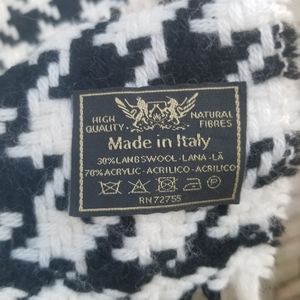 HIGH NATURAL
QUALITY FIBRES
Made in Italy
30% LAMBSWOOL - LANA - LÃ
70% ACRYLIC - ACRILICO - ACRILICO
RN 72755